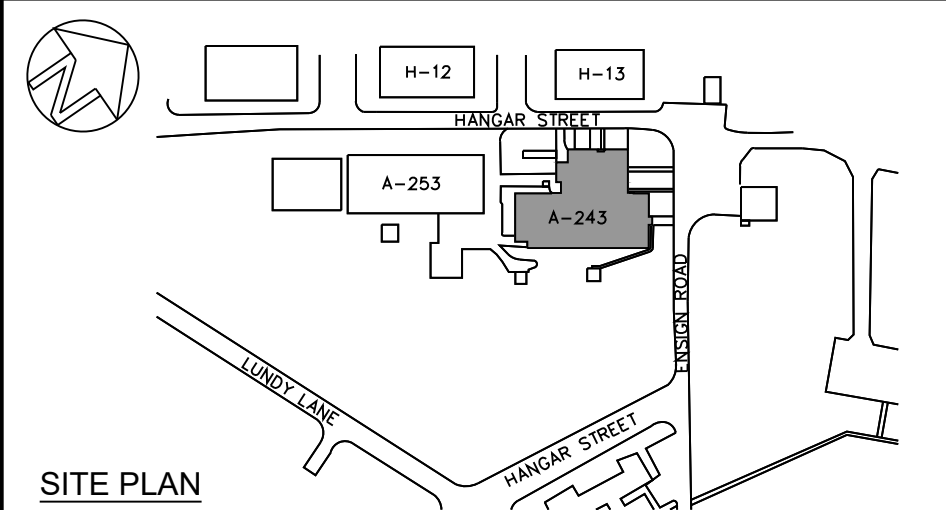 N
H-12
H-13
HANGAR STREET
A-253
A-243
ENSIGN ROAD
LUNDY LANE
HANGAR STREET
SITE PLAN